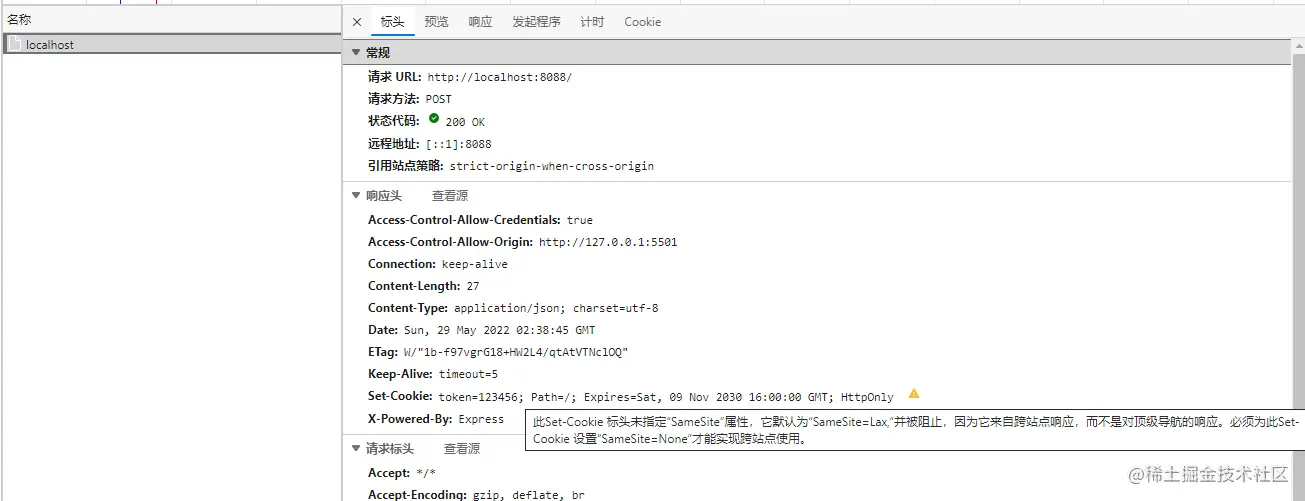 名称
localhost
标头 预览 响应 发起程序 计时 Cookie
常规
请求 URL: http://localhost:8088/
请求方法: POST
状态代码: 200 OK
远程地址: [::1]:8088
引用站点策略: strict-origin-when-cross-origin
响应头 查看源
Access-Control-Allow-Credentials: true
Access-Control-Allow-Origin: http://127.0.0.1:5501
Connection: keep-alive
Content-Length: 27
Content-Type: application/json; charset=utf-8
Date: Sun, 29 May 2022 02:38:45 GMT
ETag: W/"1b-f97vgrG18+HW2L4/qtAtVTNclOQ"
Keep-Alive: timeout=5
Set-Cookie: token=123456; Path=/; Expires=Sat, 09 Nov 2030 16:00:00 GMT; HttpOnly
X-Powered-By: Express
此Set-Cookie 标头未指定"SameSite"属性，它默认为"SameSite=Lax,"并被阻止，因为它来自跨站点响应，而不是对顶级导航的响应。必须为此Set-
Cookie 设置"SameSite=None"才能实现跨站点使用。
请求标头 查看源
Accept: */*
Accept-Encoding: gzip, deflate, br
@稀土掘金技术社区